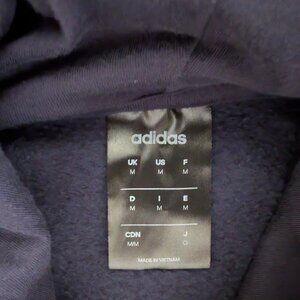 adidas
UK US F
M M M
D I E
M M M
CDN J
M/M O
MADE IN VIETNAM